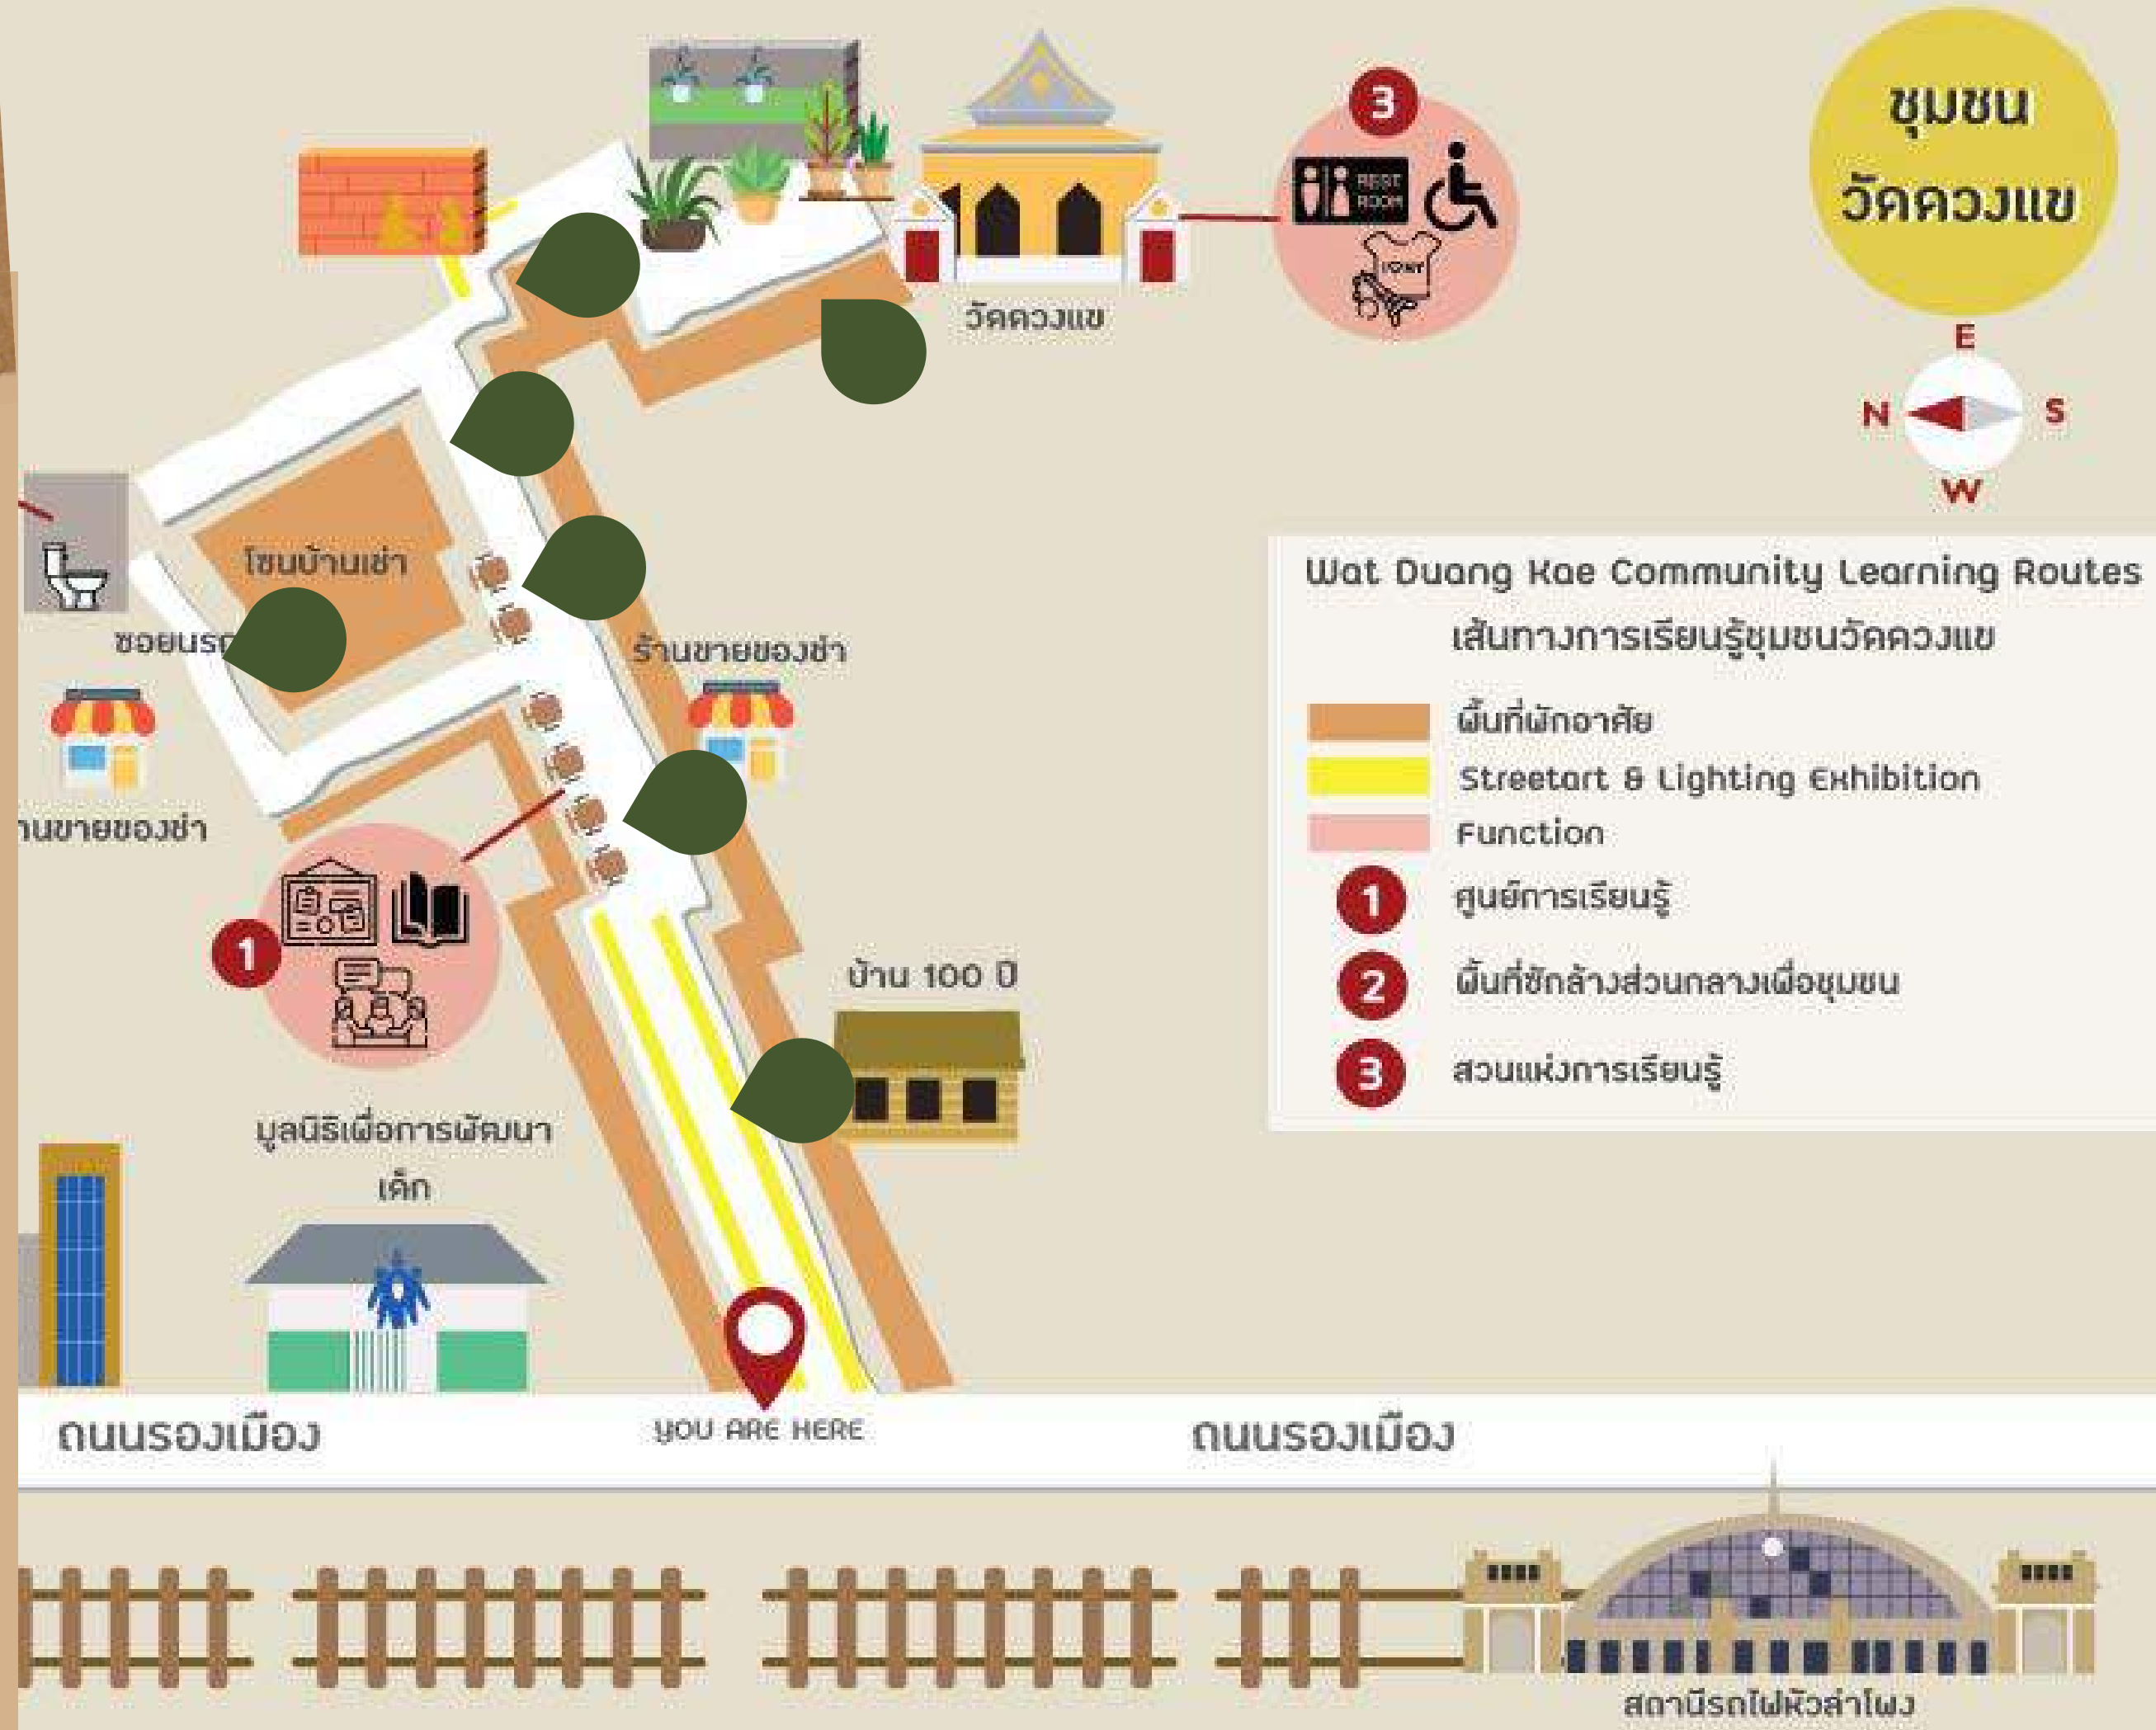 3
REST
ROOM
ชุมชน
วัดดวงแข
วัดดวงแข
E
N
S
W
โซนบ้านเช่า
ร้านขายของชำ
ขายของชำ
1
บ้าน 100 ปี
มูลนิธิเพื่อการพัฒนา
เด็ก
Wat Duang Kae Community Learning Routes
เส้นทางการเรียนรู้ชุมชนวัดดวงแข
พื้นที่พักอาศัย
Streetart & Lighting Exhibition
Function
1
ศูนย์การเรียนรู้
2
พื้นที่ซักล้างส่วนกลางเพื่อชุมชน
3
สวนแห่งการเรียนรู้
ถนนรองเมือง
YOU ARE HERE
ถนนรองเมือง
สถานีรถไฟหัวลำโพง